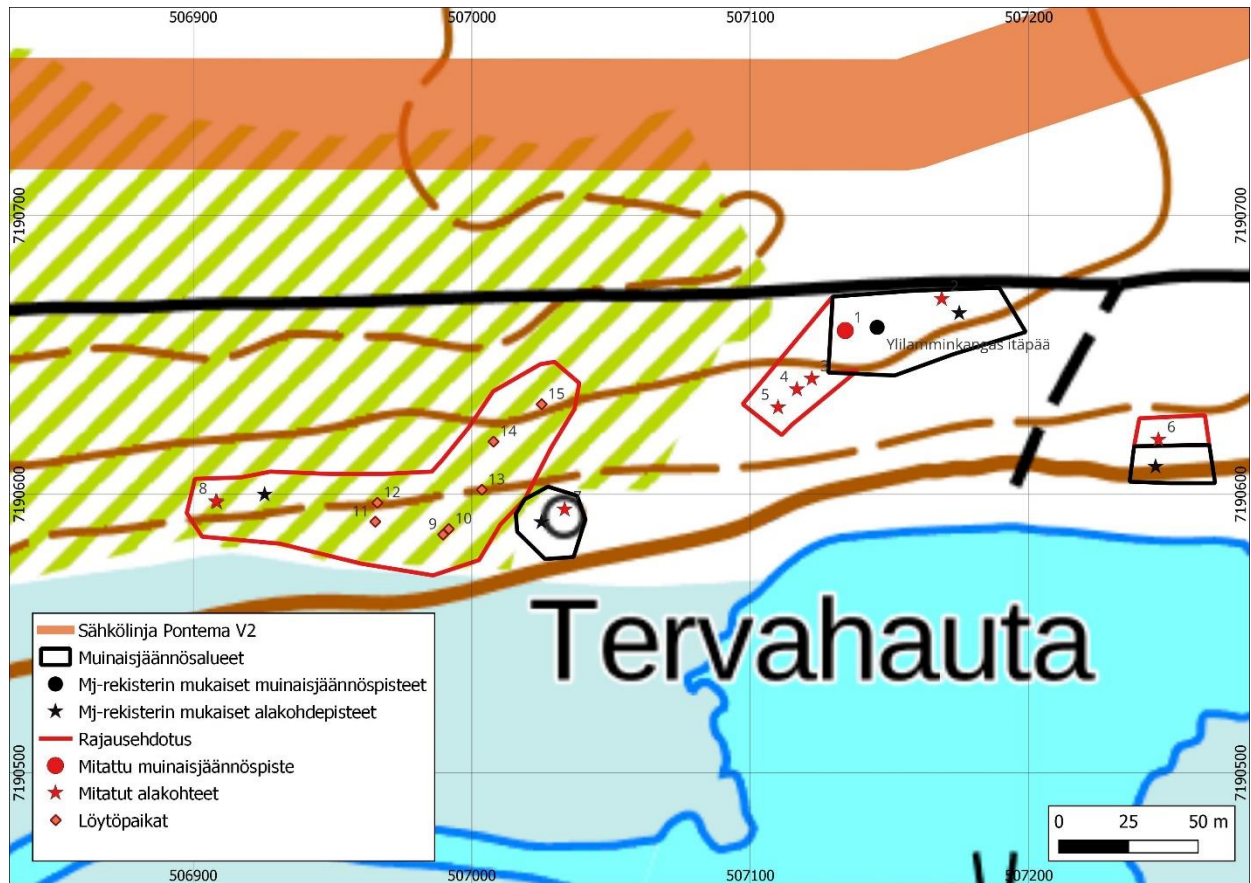 506900
507000
507100
507200
7190700
7190700
2
1
Ylilamminkangas itäpää
3
4
5
15
14
6
13
12
8
11
10
9
7
7190600
7190600
Tervahauta
Sähkölinja Pontema V2
Muinaisjäännösalueet
Mj-rekisterin mukaiset muinaisjäännöspisteet
Mj-rekisterin mukaiset alakohdepisteet
Rajausehdotus
Mitattu muinaisjäännöspiste
Mitatut alakohteet
Löytöpaikat
7190500
7190500
0 25 50 m
506900
507000
507100
507200